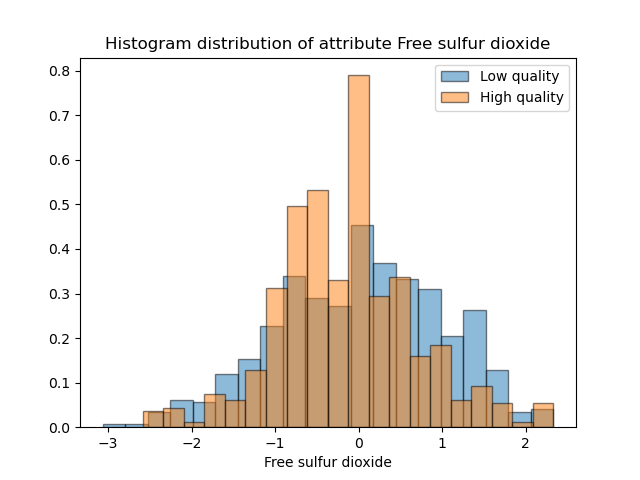 Histogram distribution of attribute Free sulfur dioxide
Low quality
High quality
0.8
0.7
0.6
0.5
0.4
0.3
0.2
0.1
0.0
−3 −2 −1 0 1 2
Free sulfur dioxide